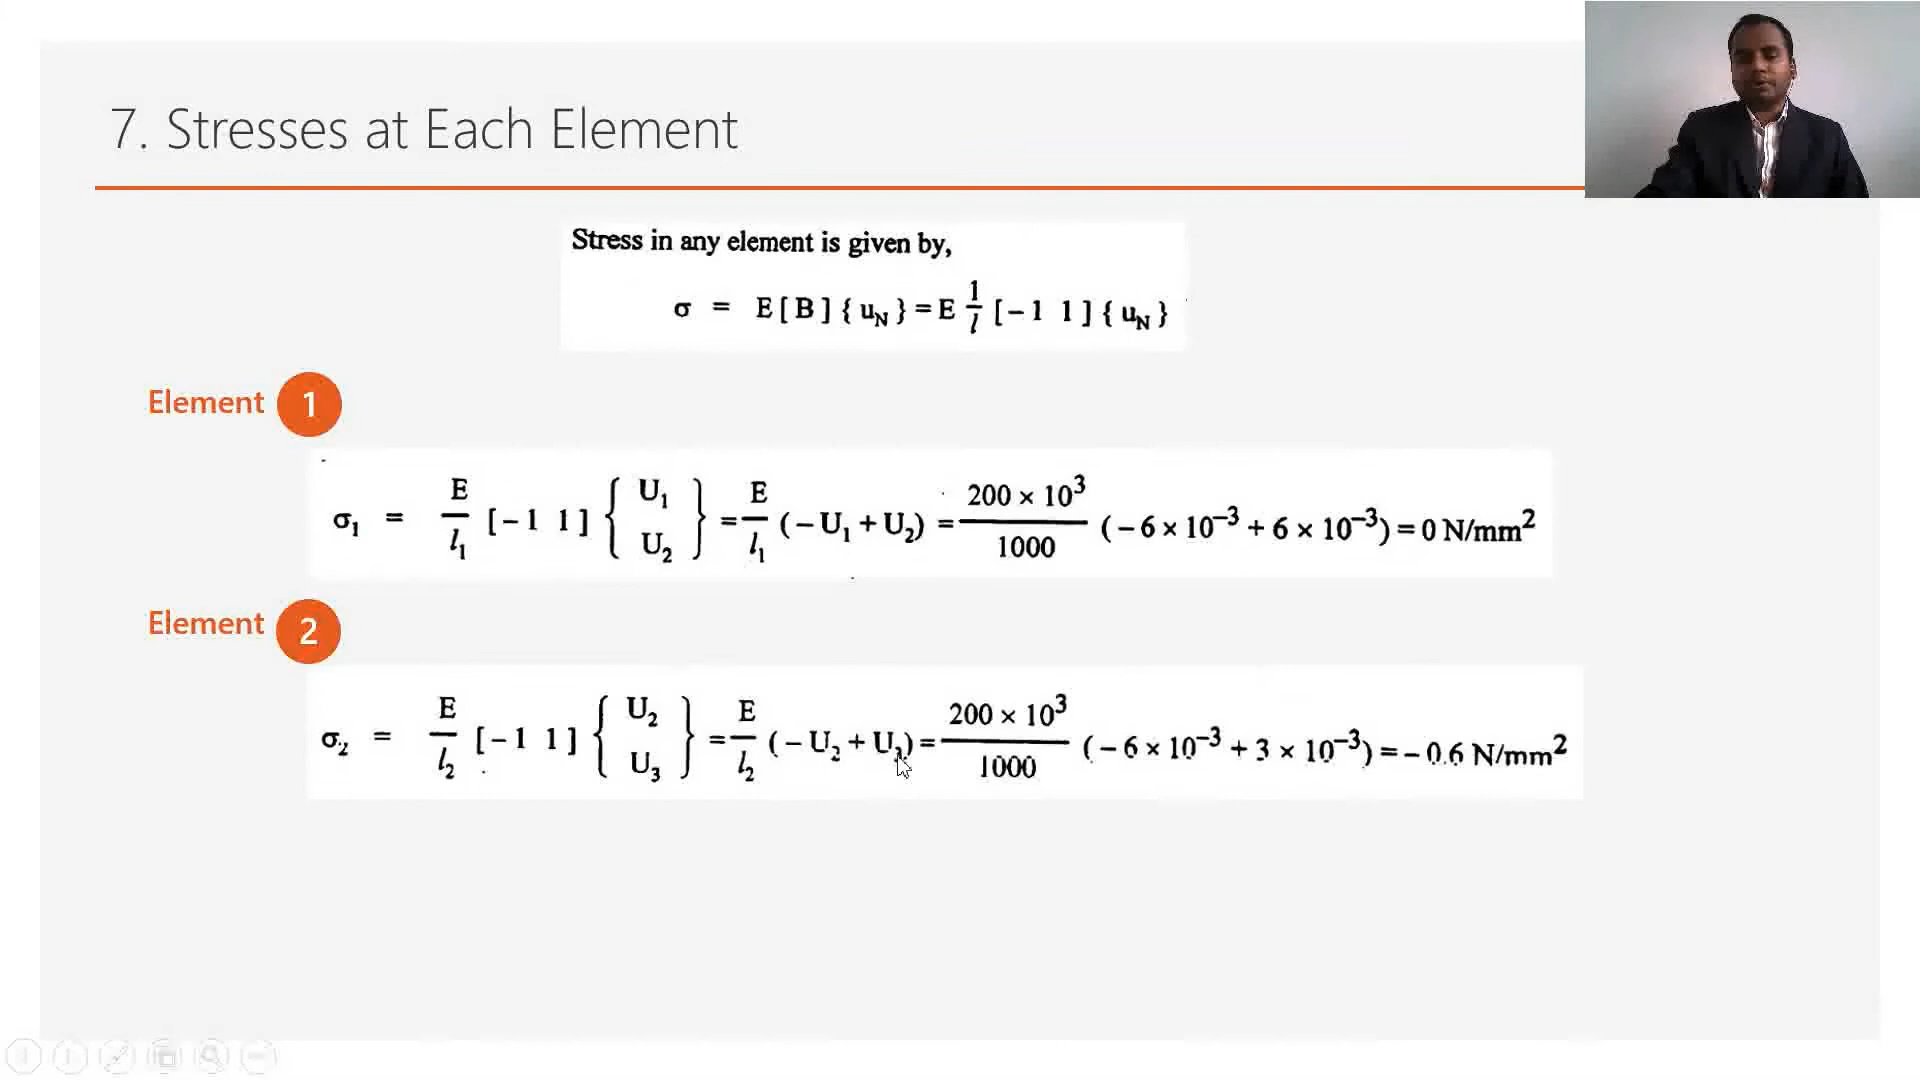 7. Stresses at Each Element
Stress in any element is given by,
σ = E [ B ] { u_N } = E 1/l [ – 1 1 ] { u_N }
Element 1
σ₁ = E/l₁ [ – 1 1 ] { U₁ U₂ } = E/l₁ ( – U₁ + U₂ ) = 200 × 10³/1000 ( – 6 × 10⁻³ + 6 × 10⁻³ ) = 0 N/mm²
Element 2
σ₂ = E/l₂ [ – 1 1 ] { U₂ U₃ } = E/l₂ ( – U₂ + U₃ ) = 200 × 10³/1000 ( – 6 × 10⁻³ + 3 × 10⁻³ ) = – 0.6 N/mm²